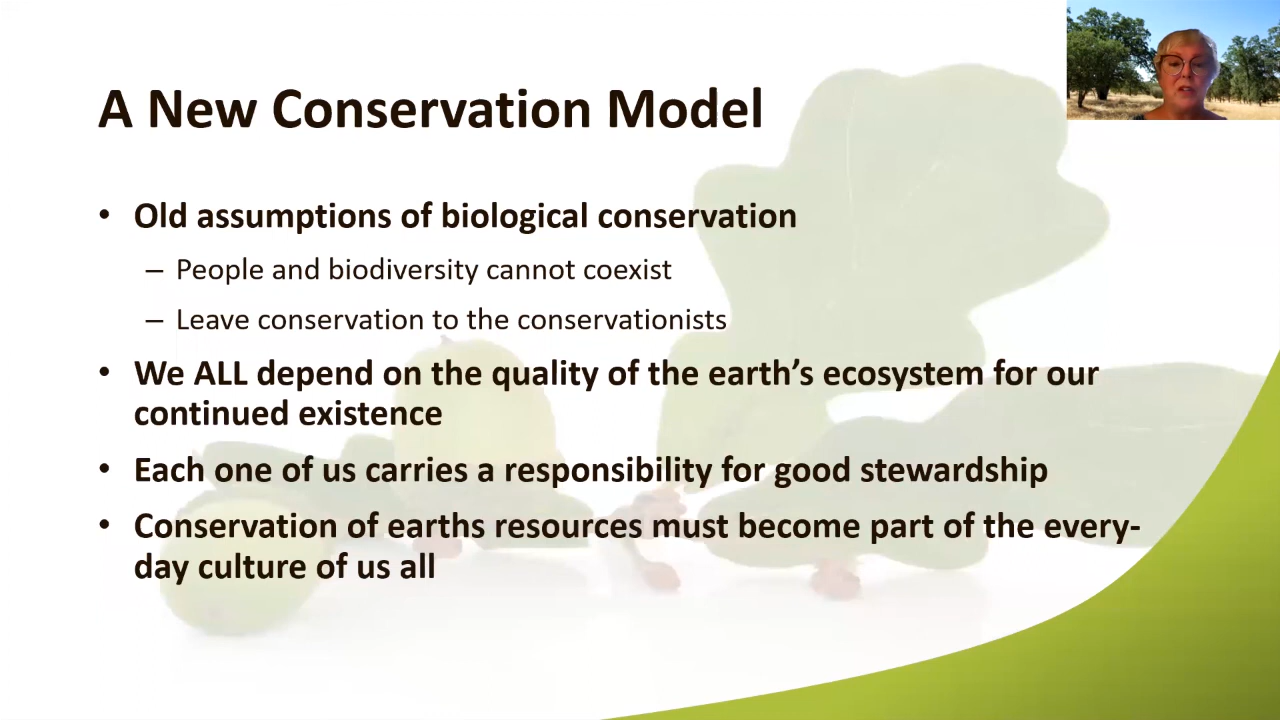 A New Conservation Model
• Old assumptions of biological conservation
– People and biodiversity cannot coexist
– Leave conservation to the conservationists
• We ALL depend on the quality of the earth’s ecosystem for our
continued existence
• Each one of us carries a responsibility for good stewardship
• Conservation of earths resources must become part of the every-
day culture of us all